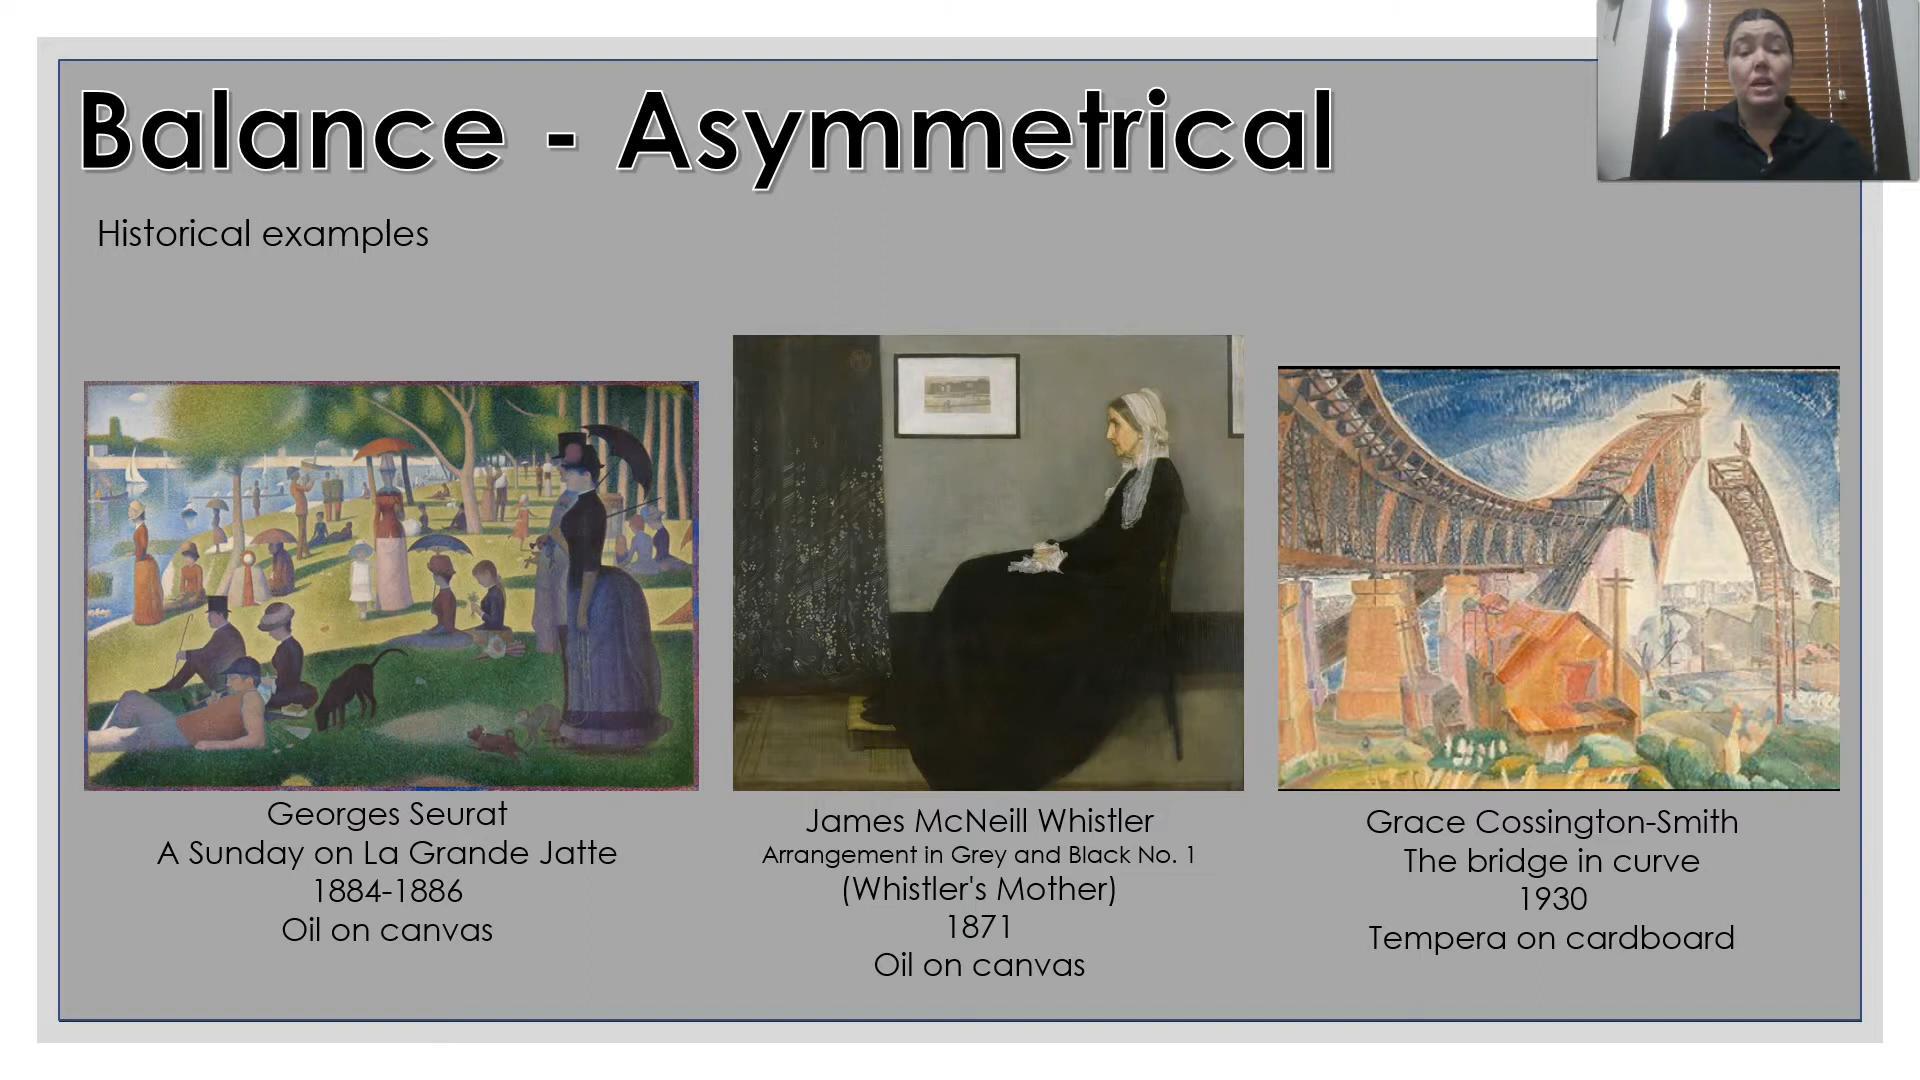 Balance - Asymmetrical
Historical examples
Georges Seurat
A Sunday on La Grande Jatte
1884-1886
Oil on canvas
James McNeill Whistler
Arrangement in Grey and Black No. 1
(Whistler's Mother)
1871
Oil on canvas
Grace Cossington-Smith
The bridge in curve
1930
Tempera on cardboard